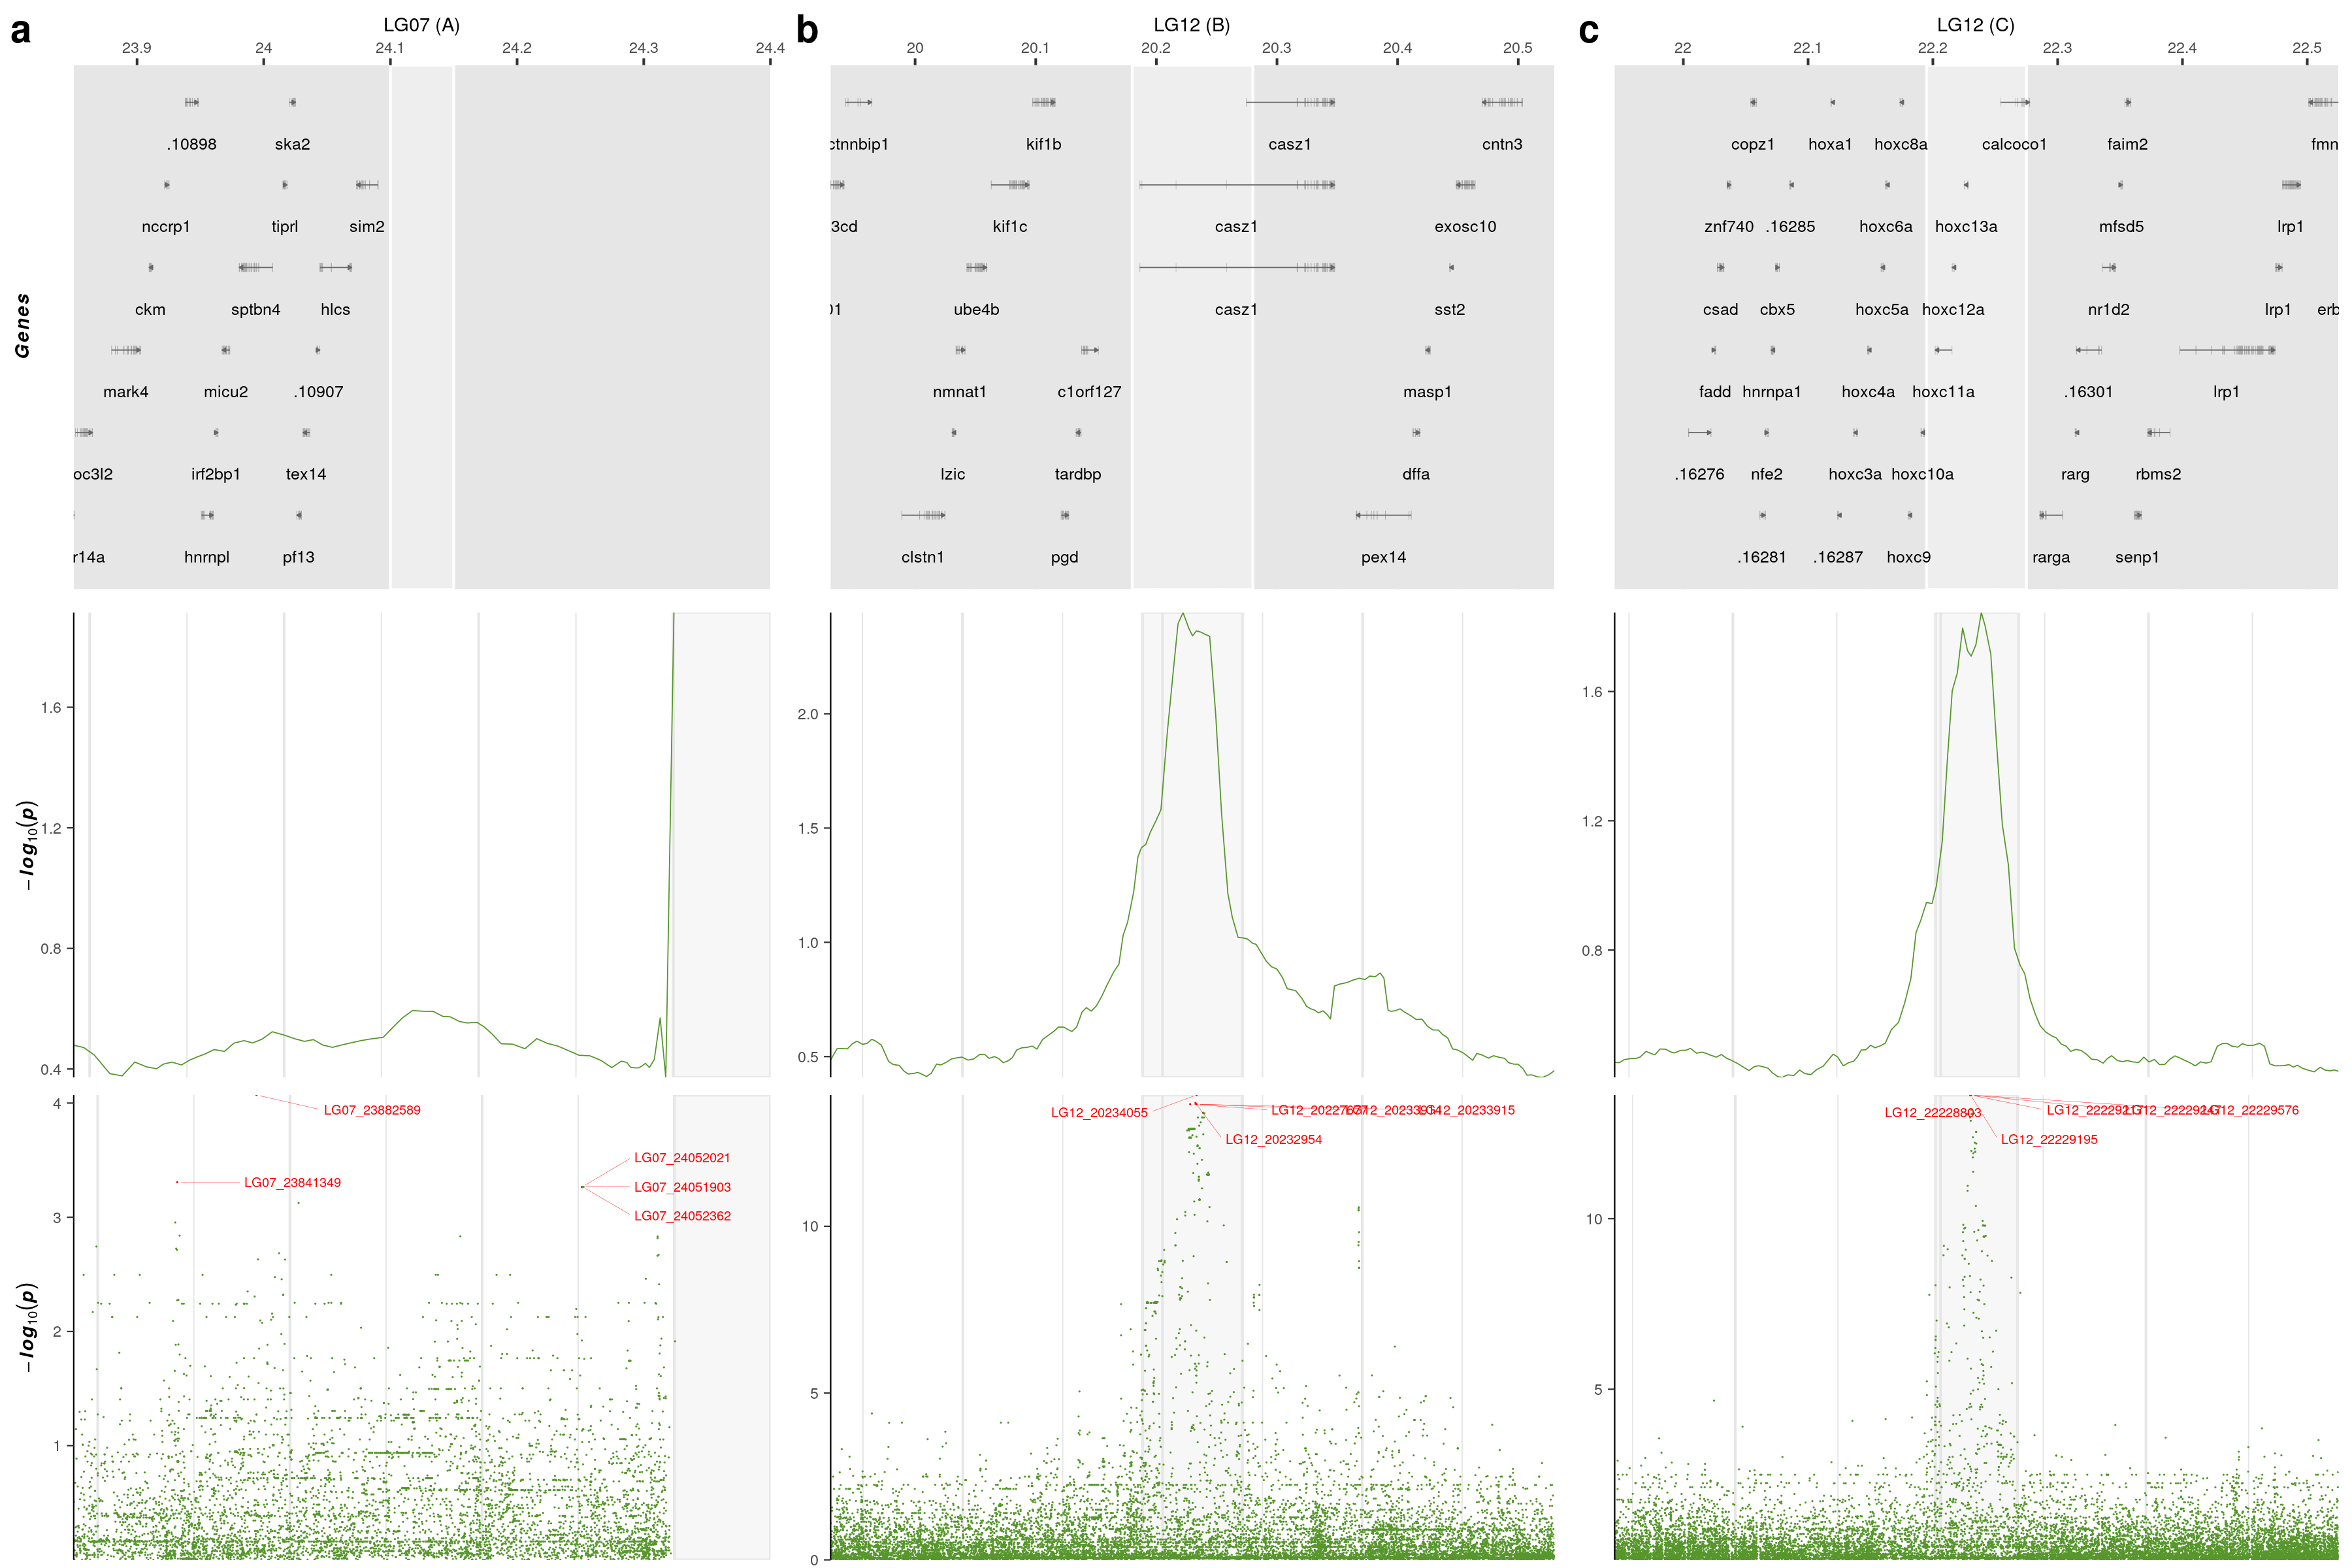 a
LG07 (A)
23.9 24 24.1 24.2 24.3 24.4
Genes
.10898 ska2
nccrp1 tiprl sim2
ckm sptbn4 hlcs
mark4 micu2 .10907
oc3l2 irf2bp1 tex14
r14a hnrnpl pf13
−log10(p)
1.6
1.2
0.8
0.4
−log10(p)
4
3
2
1
LG07_23882589
LG07_24052021
LG07_23841349
LG07_24051903
LG07_24052362
b
LG12 (B)
20 20.1 20.2 20.3 20.4 20.5
ctnnbip1 kif1b casz1 cntn3
3cd kif1c casz1 exosc10
01 ube4b casz1 sst2
nmnat1 c1orf127 masp1
lzic tardbp dffa
clstn1 pgd pex14
2.0
1.5
1.0
0.5
10
5
0
LG12_20234055 LG12_20233915
LG12_20232954
c
LG12 (C)
22 22.1 22.2 22.3 22.4 22.5
copz1 hoxa1 hoxc8a calcoco1 faim2 fmn
znf740 .16285 hoxc6a hoxc13a mfsd5 lrp1
csad cbx5 hoxc5a hoxc12a nr1d2 lrp1 erb
fadd hnrnpa1 hoxc4a hoxc11a .16301 lrp1
.16276 nfe2 hoxc3a hoxc10a rarg rbms2
.16281 .16287 hoxc9 rarga senp1
1.6
1.2
0.8
10
5
LG12_22228803 LG12_22229576
LG12_22229195